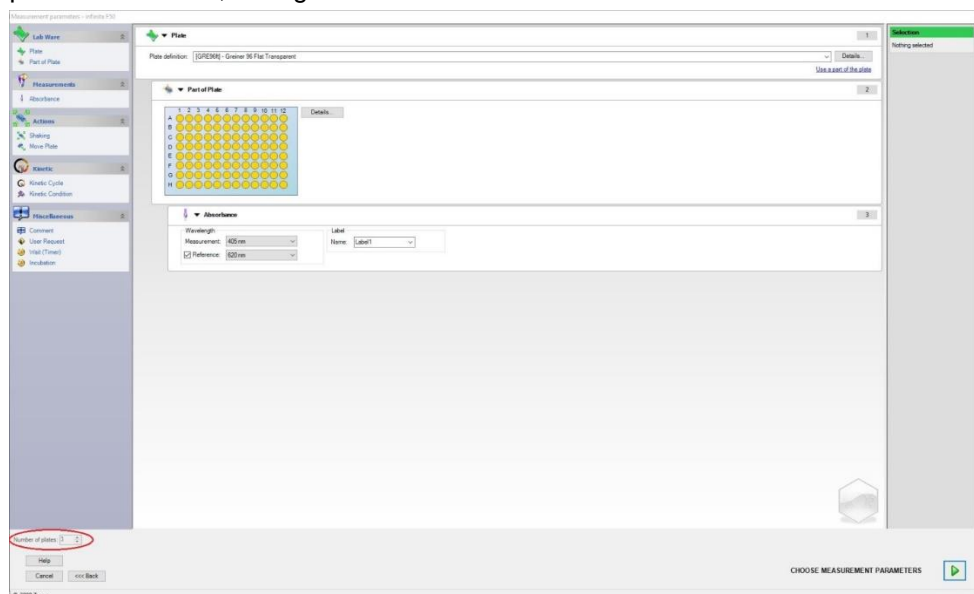 Measurement parameters - infinite F50
Lab Ware
Plate
Part of Plate
Measurements
Absorbance
Actions
Shaking
Move Plate
Kinetic
Kinetic Cycle
Kinetic Condition
Miscellaneous
Comment
User Request
Wait (Timer)
Incubation
Plate
1
Plate definition: [GRE96ft] - Greiner 96 Flat Transparent
Details...
Use a part of the plate
Part of Plate
2
1 2 3 4 5 6 7 8 9 10 11 12
A
B
C
D
E
F
G
H
Details...
Absorbance
3
Wavelength
Measurement: 405 nm
Reference: 620 nm
Label
Name: Label1
Selection
Nothing selected
Number of plates:
Help
Cancel
<<< Back
CHOOSE MEASUREMENT PARAMETERS